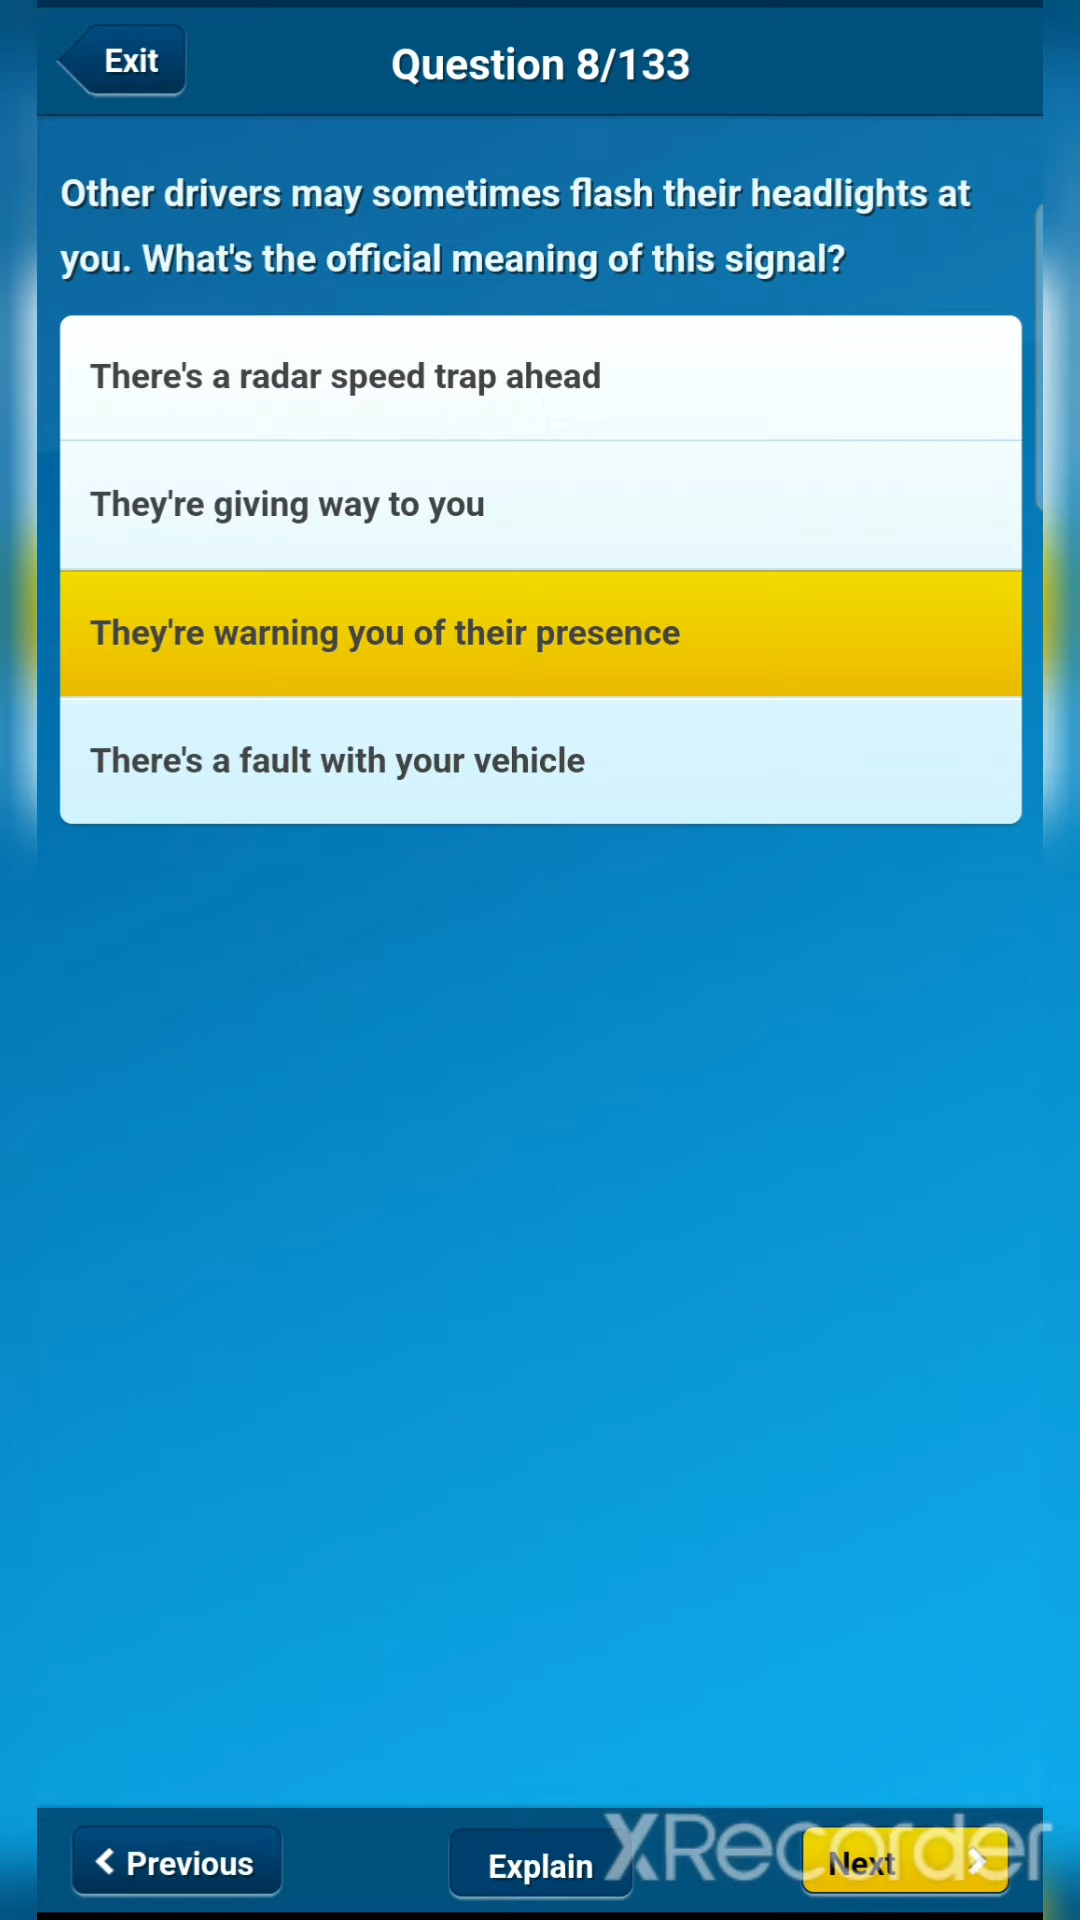 Exit
Question 8/133
Other drivers may sometimes flash their headlights at
you. What's the official meaning of this signal?
There's a radar speed trap ahead
They're giving way to you
They're warning you of their presence
There's a fault with your vehicle
Previous
Explain
Next
XRecorder